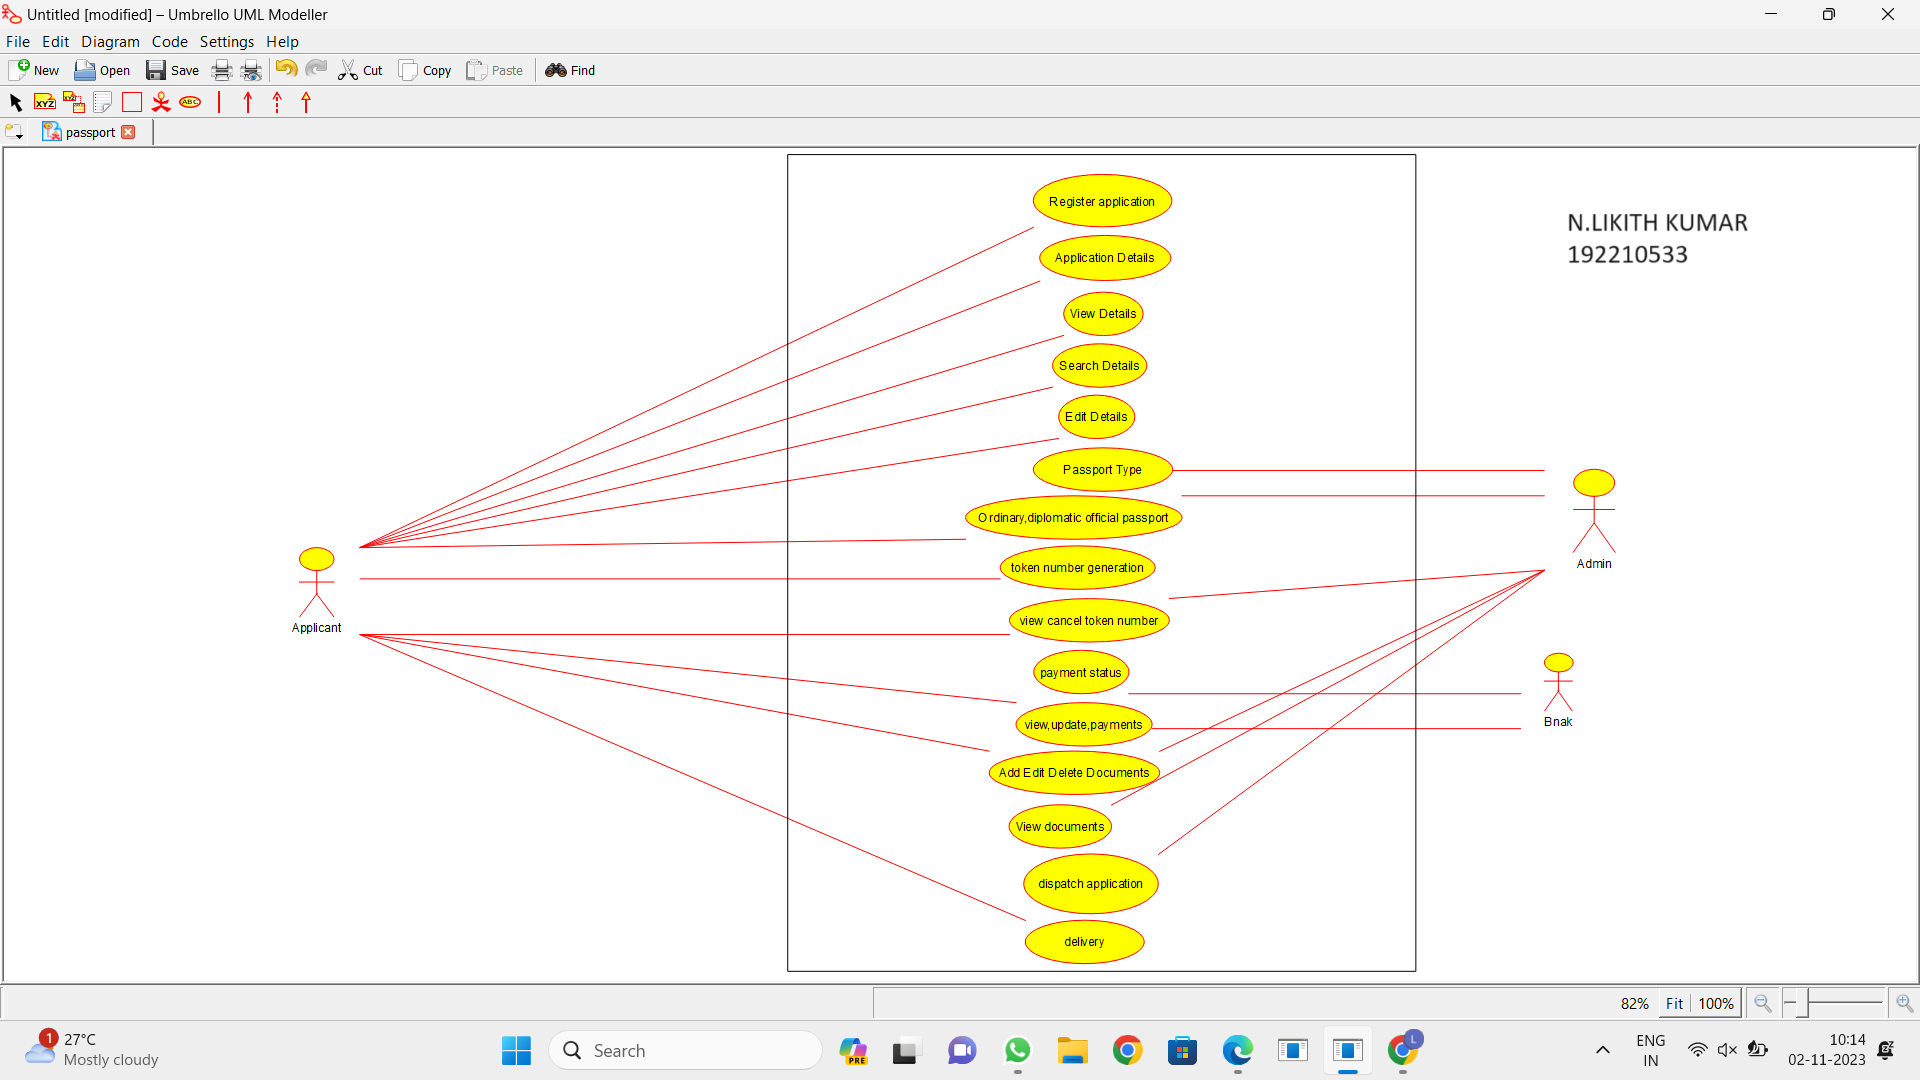 Untitled [modified] – Umbrello UML Modeller
File Edit Diagram Code Settings Help
New Open Save Cut Copy Paste Find
XYZ XYZ ABC
passport
Register application
N.LIKITH KUMAR
192210533
Application Details
View Details
Search Details
Edit Details
Passport Type
Ordinary,diplomatic official passport
Admin
token number generation
Applicant
view cancel token number
payment status
Bnak
view,update,payments
Add Edit Delete Documents
View documents
dispatch application
delivery
82% Fit 100%
1 27°C
Mostly cloudy
Search
PRE
L
ENG
IN
10:14
02-11-2023